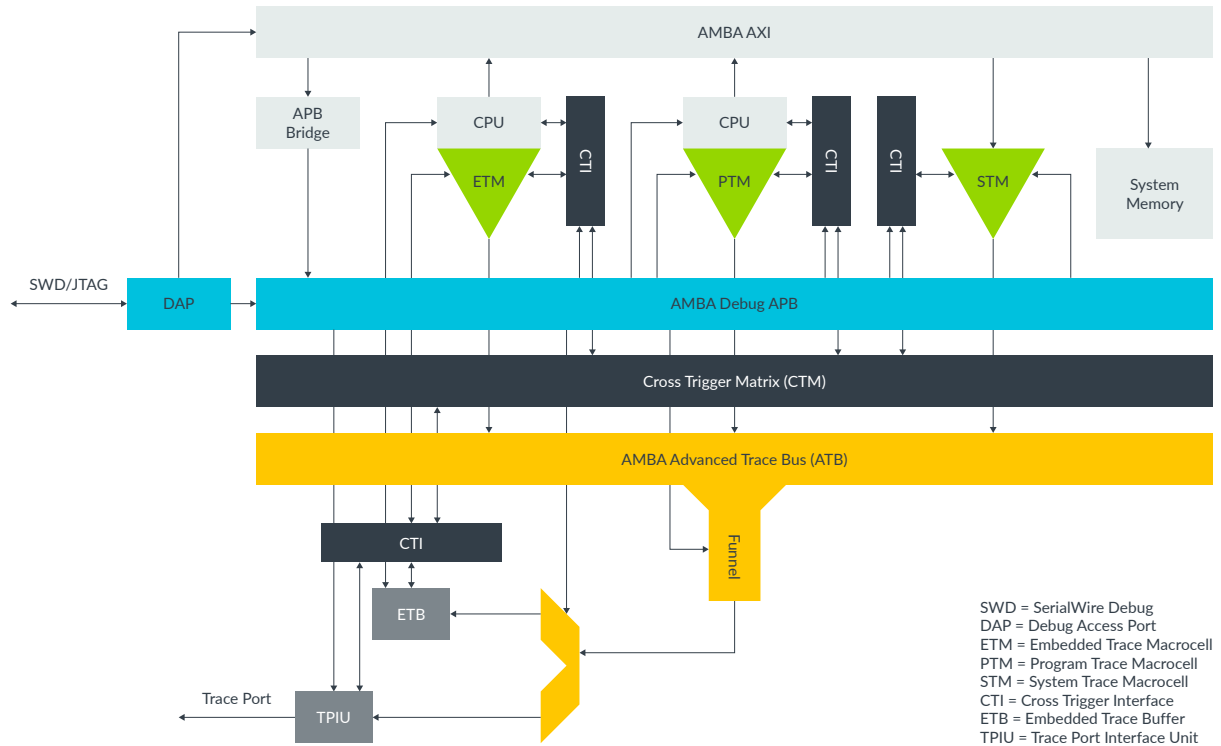 AMBA AXI
APB
Bridge
CPU
CTI
CPU
CTI
CTI
ETM
PTM
STM
System
Memory
SWD/JTAG
DAP
AMBA Debug APB
Cross Trigger Matrix (CTM)
AMBA Advanced Trace Bus (ATB)
CTI
Funnel
ETB
Trace Port
TPIU
SWD = SerialWire Debug
DAP = Debug Access Port
ETM = Embedded Trace Macrocell
PTM = Program Trace Macrocell
STM = System Trace Macrocell
CTI = Cross Trigger Interface
ETB = Embedded Trace Buffer
TPIU = Trace Port Interface Unit